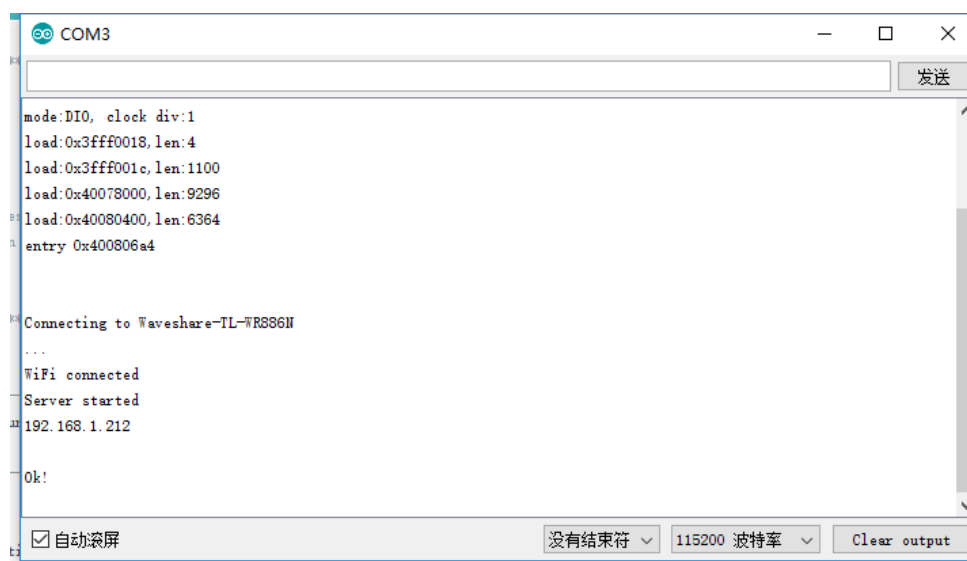 COM3
发送
mode:DIO, clock div:1
load:0x3fff0018,len:4
load:0x3fff001c,len:1100
load:0x40078000,len:9296
load:0x40080400,len:6364
entry 0x400806a4
Connecting to Waveshare-TL-WR886N
...
WiFi connected
Server started
192.168.1.212
Ok!
自动滚屏
没有结束符
115200 波特率
Clear output